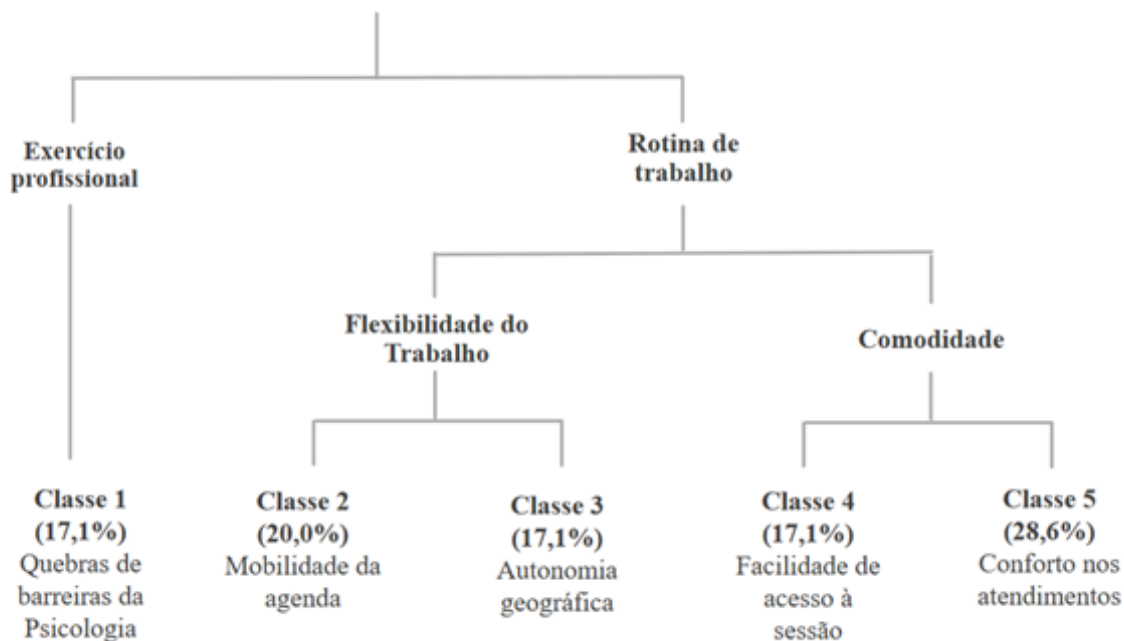 Exercício
profissional
Rotina de
trabalho
Flexibilidade do
Trabalho
Comodidade
Classe 1
(17,1%)
Quebras de
barreiras da
Psicologia
Classe 2
(20,0%)
Mobilidade da
agenda
Classe 3
(17,1%)
Autonomia
geográfica
Classe 4
(17,1%)
Facilidade de
acesso à
sessão
Classe 5
(28,6%)
Conforto nos
atendimentos